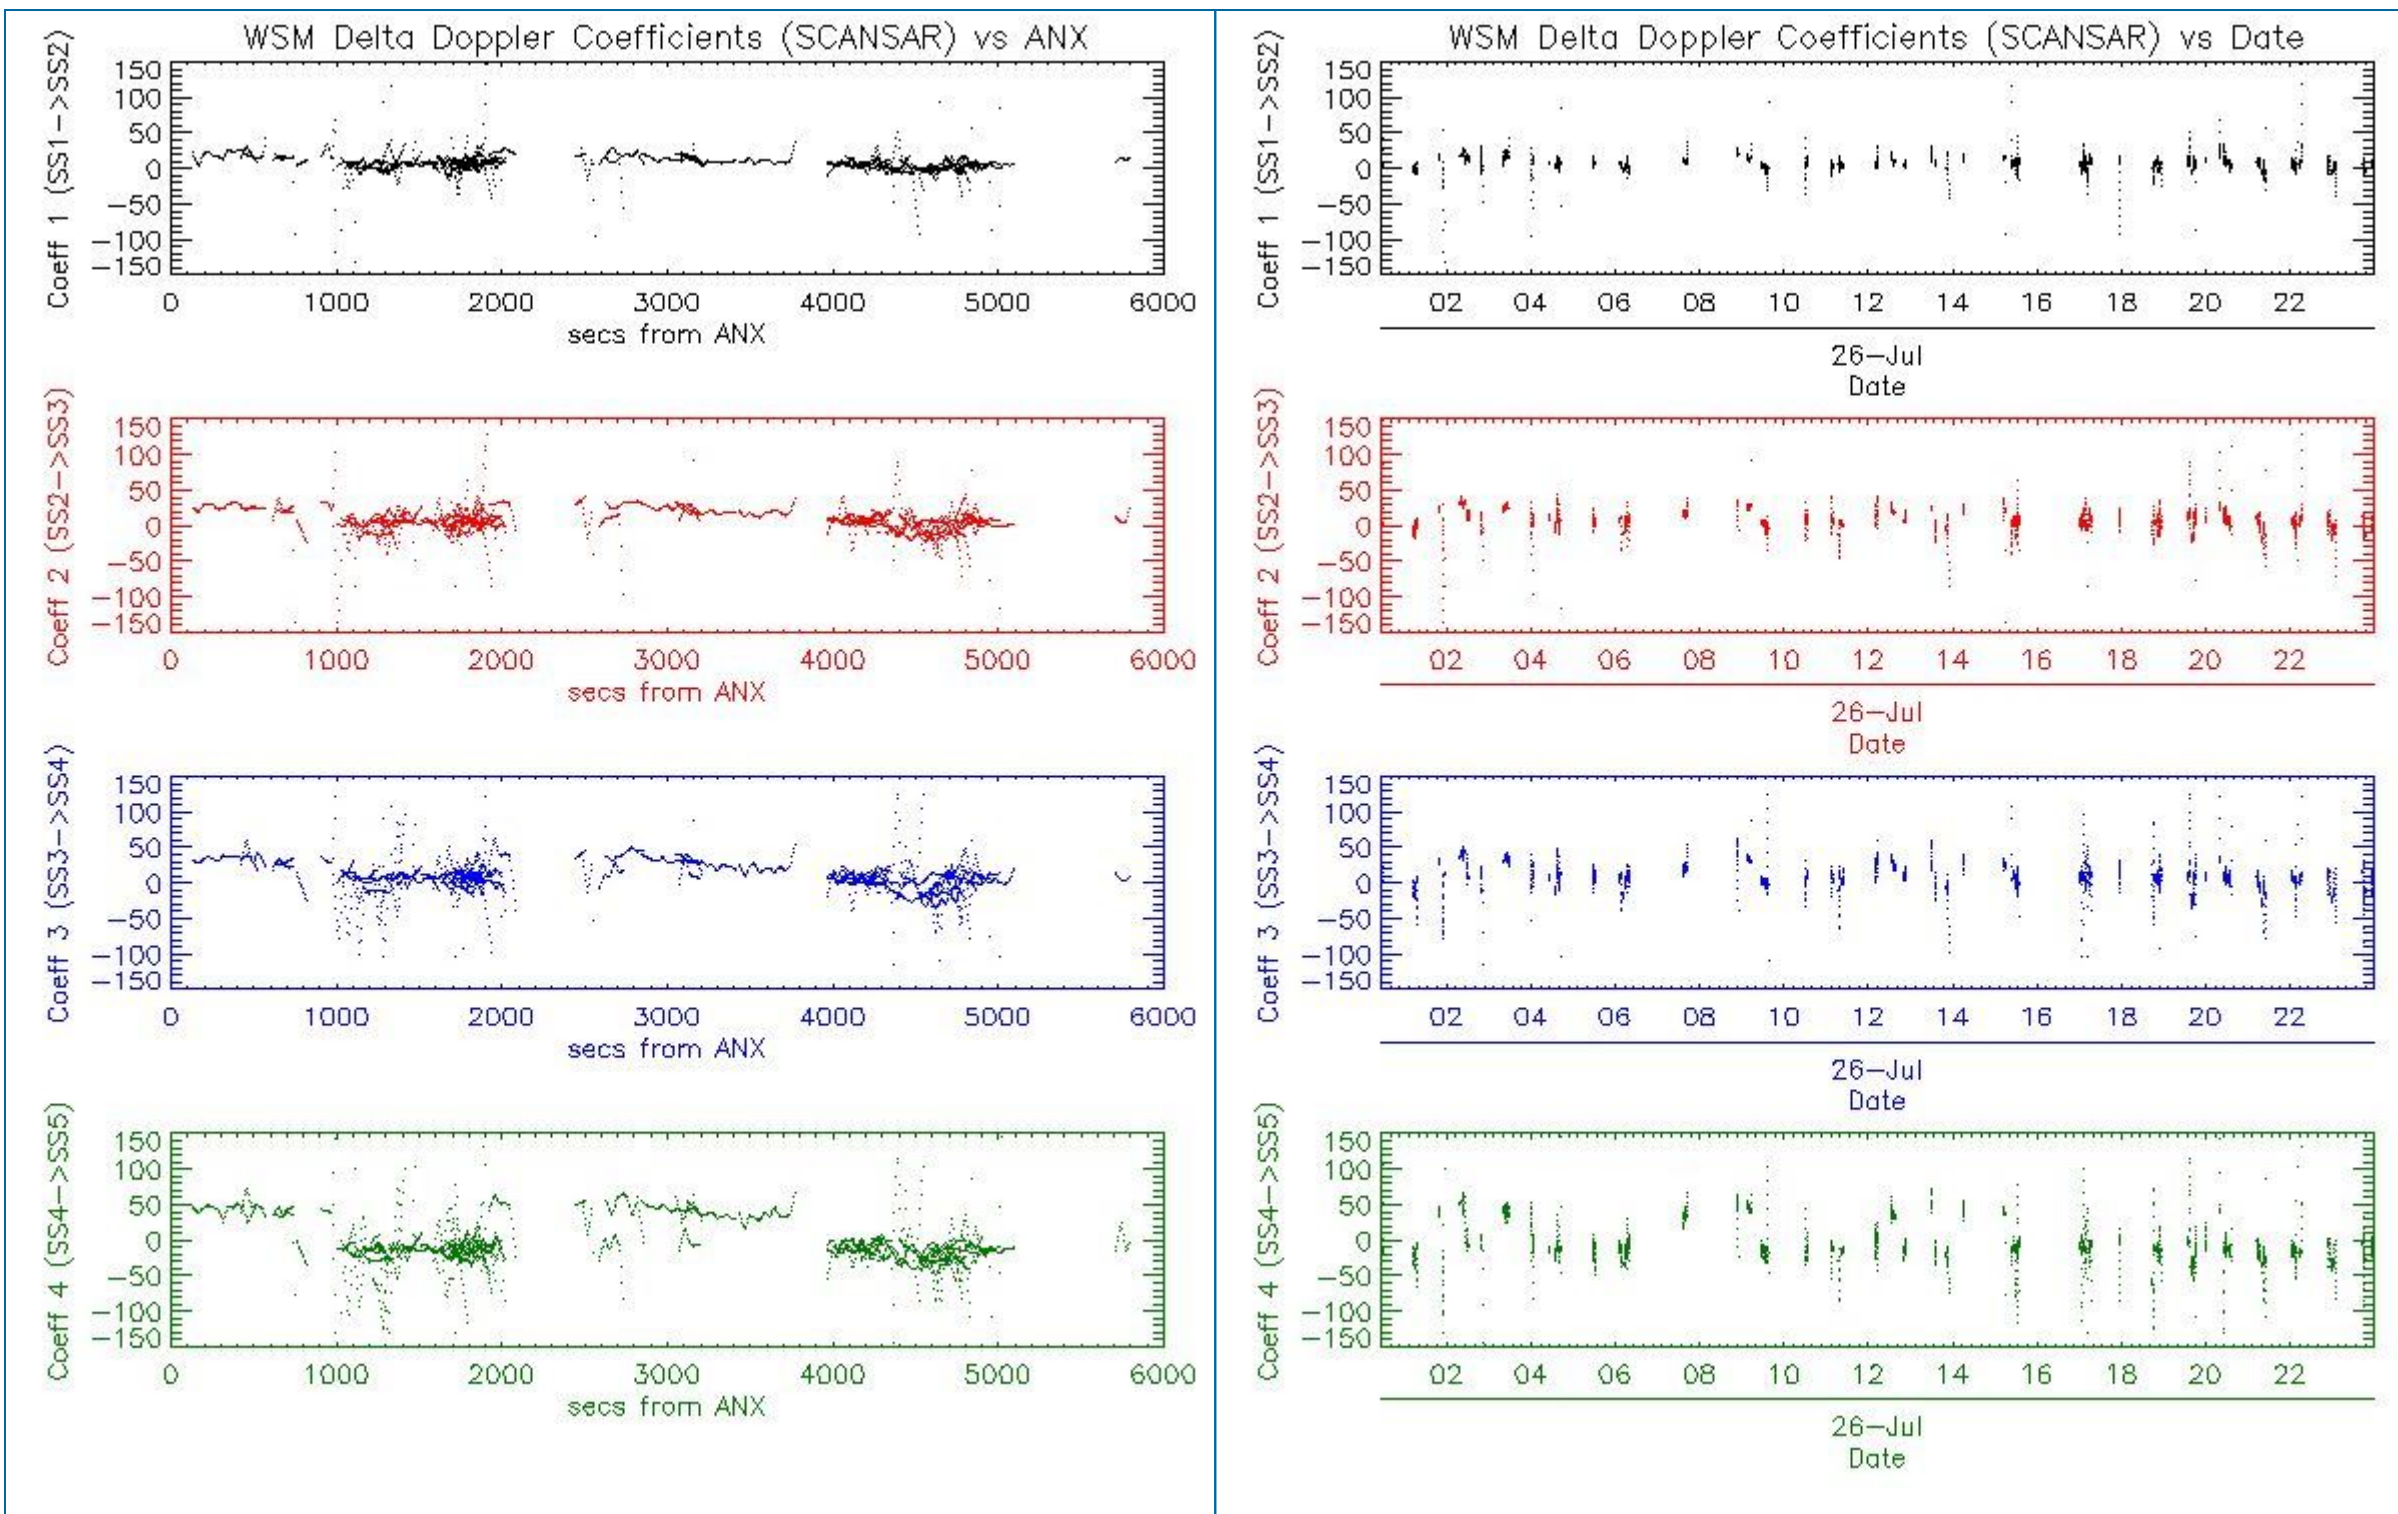 WSM Delta Doppler Coefficients (SCANSAR) vs ANX
Coeff 1 (SS1->SS2)
150
100
50
0
-50
-100
-150
0 1000 2000 3000 4000 5000 6000
secs from ANX
Coeff 2 (SS2->SS3)
150
100
50
0
-50
-100
-150
0 1000 2000 3000 4000 5000 6000
secs from ANX
Coeff 3 (SS3->SS4)
150
100
50
0
-50
-100
-150
0 1000 2000 3000 4000 5000 6000
secs from ANX
Coeff 4 (SS4->SS5)
150
100
50
0
-50
-100
-150
0 1000 2000 3000 4000 5000 6000
secs from ANX
WSM Delta Doppler Coefficients (SCANSAR) vs Date
Coeff 1 (SS1->SS2)
150
100
50
0
-50
-100
-150
02 04 06 08 10 12 14 16 18 20 22
26-Jul
Date
Coeff 2 (SS2->SS3)
150
100
50
0
-50
-100
-150
02 04 06 08 10 12 14 16 18 20 22
26-Jul
Date
Coeff 3 (SS3->SS4)
150
100
50
0
-50
-100
-150
02 04 06 08 10 12 14 16 18 20 22
26-Jul
Date
Coeff 4 (SS4->SS5)
150
100
50
0
-50
-100
-150
02 04 06 08 10 12 14 16 18 20 22
26-Jul
Date